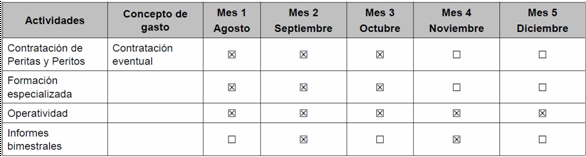 Actividades Concepto de gasto Mes 1 Agosto Mes 2 Septiembre Mes 3 Octubre Mes 4 Noviembre Mes 5 Diciembre
Contratación de Peritas y Peritos Contratación eventual ☒ ☒ ☒ ☐ ☐
Formación especializada ☒ ☒ ☒ ☐ ☐
Operatividad ☒ ☒ ☒ ☒ ☒
Informes bimestrales ☐ ☒ ☐ ☒ ☐